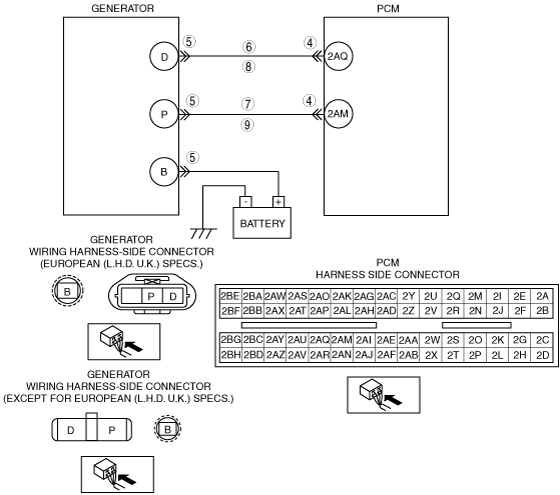 GENERATOR
PCM
D
5
6
8
4
2AQ
P
5
7
9
4
2AM
B
5
- +
BATTERY
GENERATOR
WIRING HARNESS-SIDE CONNECTOR
(EUROPEAN (L.H.D. U.K.) SPECS.)
B
P D
GENERATOR
WIRING HARNESS-SIDE CONNECTOR
(EXCEPT FOR EUROPEAN (L.H.D. U.K.) SPECS.)
D P
B
PCM
HARNESS SIDE CONNECTOR
2BE 2BA 2AW 2AS 2AO 2AK 2AG 2AC 2Y 2U 2Q 2M 2I 2E 2A
2BF 2BB 2AX 2AT 2AP 2AL 2AH 2AD 2Z 2V 2R 2N 2J 2F 2B
2BG 2BC 2AY 2AU 2AQ 2AM 2AI 2AE 2AA 2W 2S 2O 2K 2G 2C
2BH 2BD 2AZ 2AV 2AR 2AN 2AJ 2AF 2AB 2X 2T 2P 2L 2H 2D